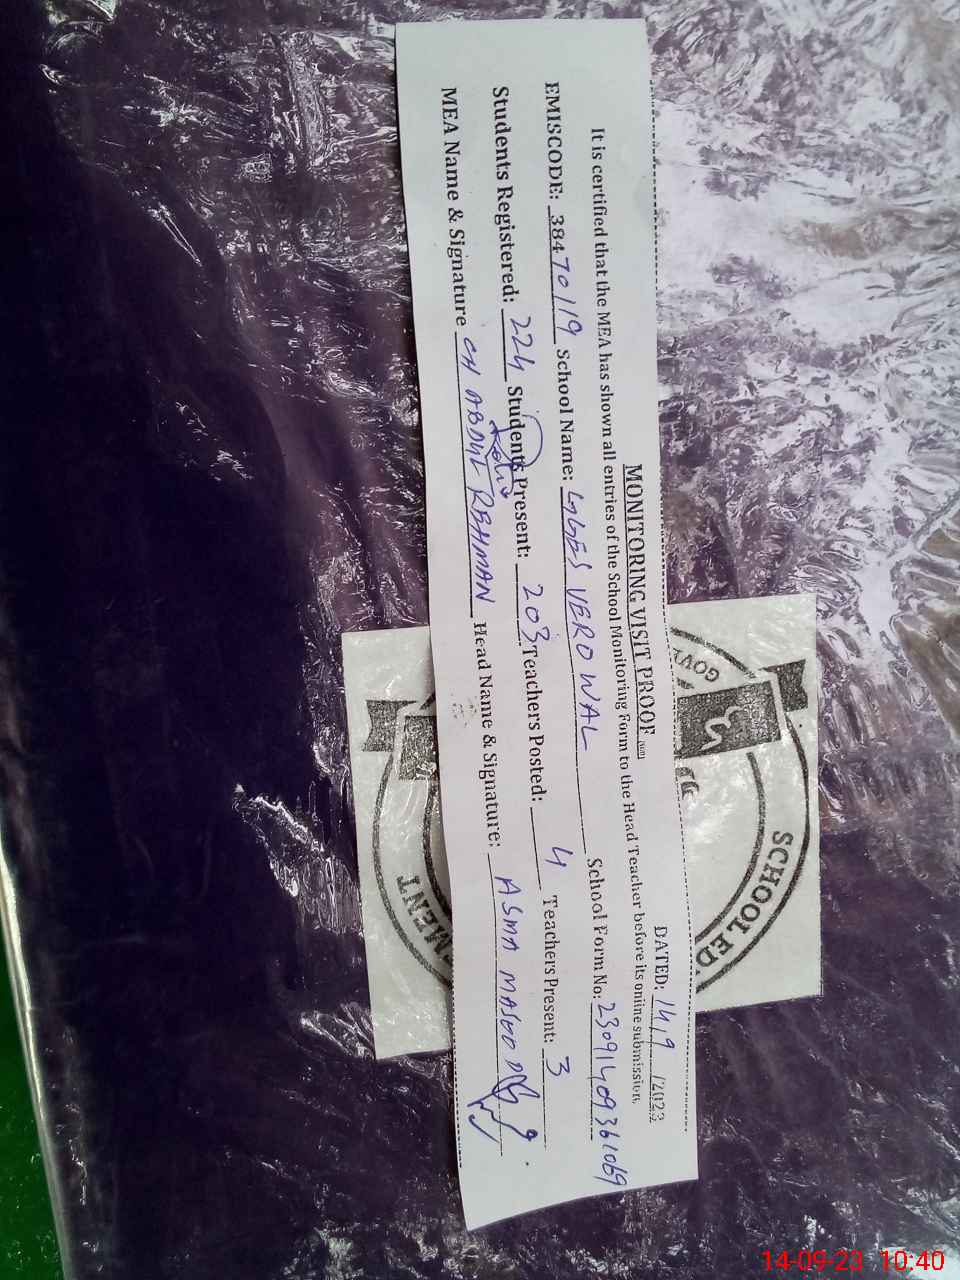 MONITORING VISIT PROOF
DATED: 14/9/2023
It is certified that the MEA has shown all entries of the School Monitoring Form to the Head Teacher before its online submission.
EMISCODE: 38470119 School Name: GGES VEROWAL School Form No: 23091409361069
Students Registered: 224 Students Present: 203 Teachers Posted: 4 Teachers Present: 3
MEA Name & Signature CH ABDUL REHMAN Head Name & Signature: ASMA MASOOD
SCHOOL ED
MENT
GOV
14-09-23 10:40